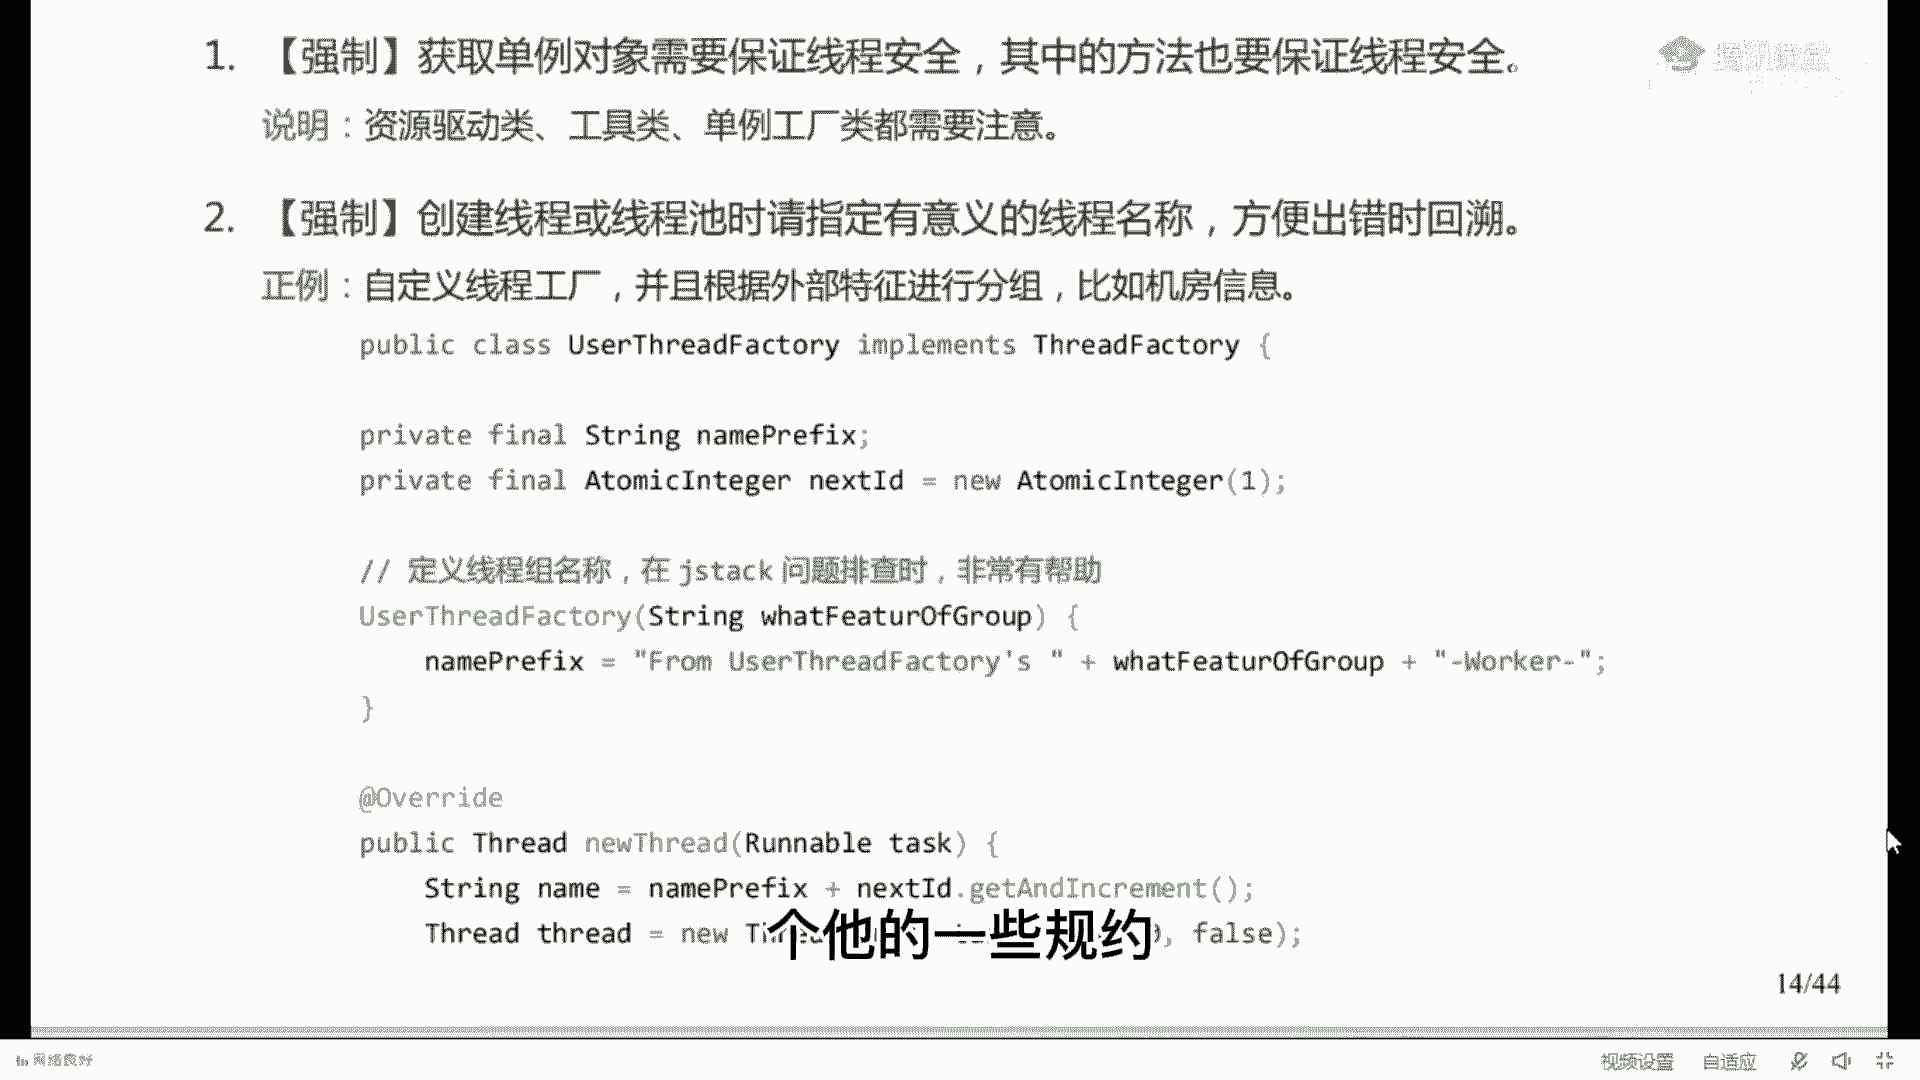 1. 【强制】获取单例对象需要保证线程安全，其中的方法也要保证线程安全。
说明：资源驱动类、工具类、单例工厂类都需要注意。
2. 【强制】创建线程或线程池时请指定有意义的线程名称，方便出错时回溯。
正例：自定义线程工厂，并且根据外部特征进行分组，比如机房信息。
public class UserThreadFactory implements ThreadFactory {
private final String namePrefix;
private final AtomicInteger nextId = new AtomicInteger(1);
// 定义线程组名称，在 jstack 问题排查时，非常有帮助
UserThreadFactory(String whatFeaturOfGroup) {
namePrefix = "From UserThreadFactory's " + whatFeaturOfGroup + "-Worker-";
}
@Override
public Thread newThread(Runnable task) {
String name = namePrefix + nextId.getAndIncrement();
Thread thread = new , false);
个他的一些规约
14/44
网络良好
视频设置 自适应